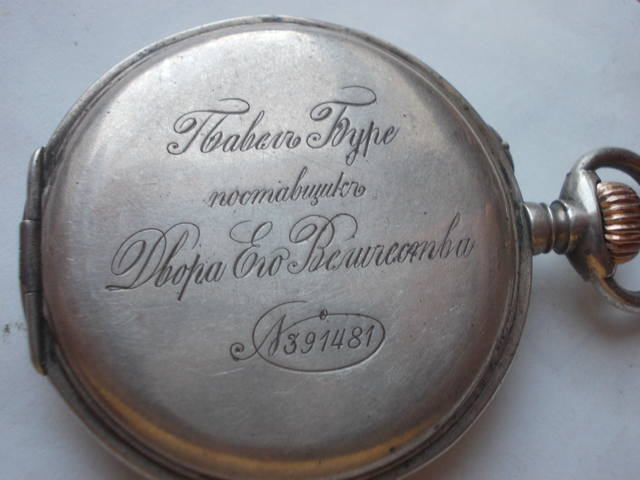 Павелъ Буре
поставщикъ
Двора Его Величества
№391481